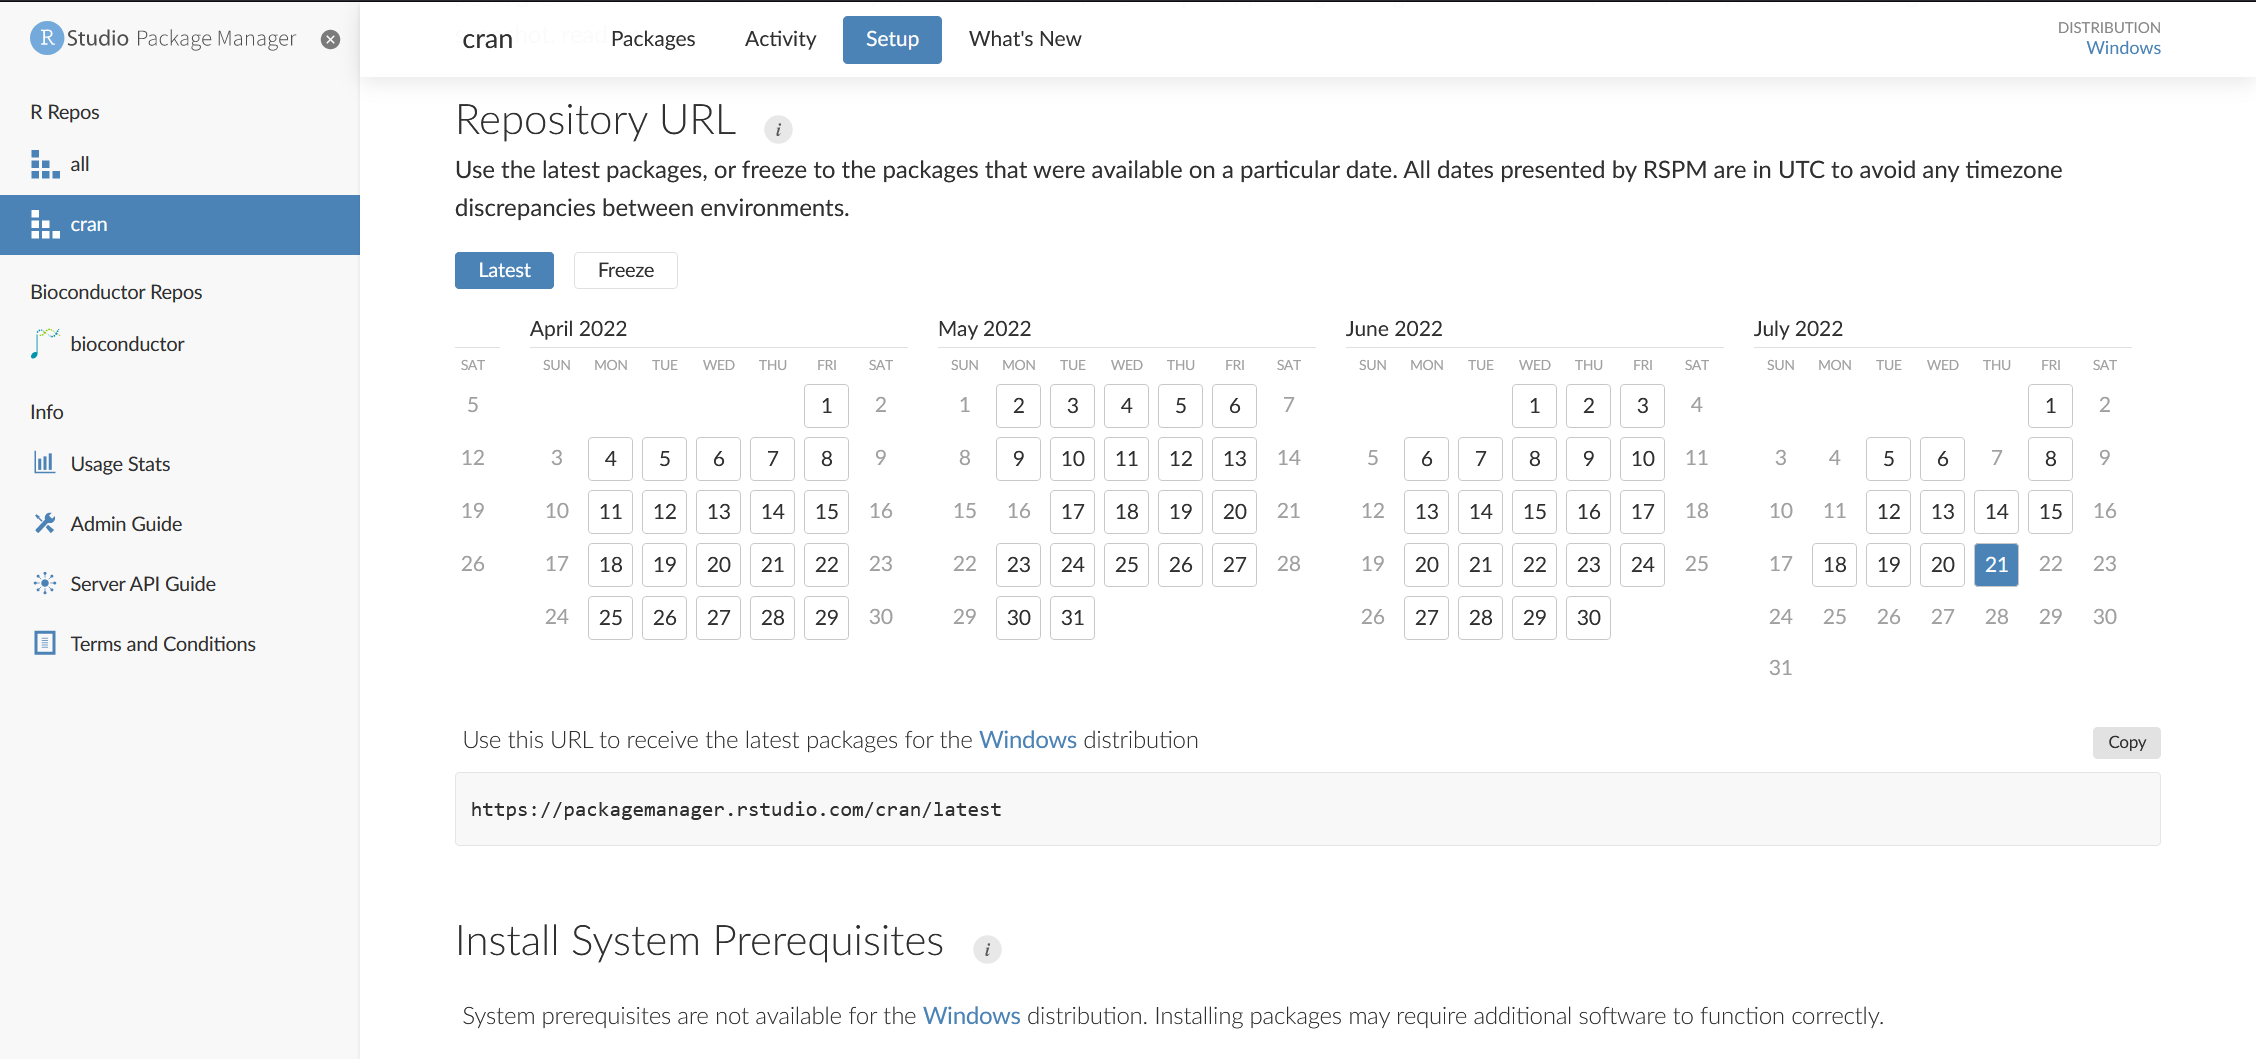 R Studio Package Manager
R Repos
all
cran
Bioconductor Repos
bioconductor
Info
Usage Stats
Admin Guide
Server API Guide
Terms and Conditions
cran Packages Activity Setup What's New
DISTRIBUTION
Windows
Repository URL i
Use the latest packages, or freeze to the packages that were available on a particular date. All dates presented by RSPM are in UTC to avoid any timezone
discrepancies between environments.
Latest Freeze
SAT
5
12
19
26
April 2022
SUN MON TUE WED THU FRI SAT
1 2
3 4 5 6 7 8 9
10 11 12 13 14 15 16
17 18 19 20 21 22 23
24 25 26 27 28 29 30
May 2022
SUN MON TUE WED THU FRI SAT
1 2 3 4 5 6 7
8 9 10 11 12 13 14
15 16 17 18 19 20 21
22 23 24 25 26 27 28
29 30 31
June 2022
SUN MON TUE WED THU FRI SAT
1 2 3 4
5 6 7 8 9 10 11
12 13 14 15 16 17 18
19 20 21 22 23 24 25
26 27 28 29 30
July 2022
SUN MON TUE WED THU FRI SAT
1 2
3 4 5 6 7 8 9
10 11 12 13 14 15 16
17 18 19 20 21 22 23
24 25 26 27 28 29 30
31
Use this URL to receive the latest packages for the Windows distribution
Copy
https://packagemanager.rstudio.com/cran/latest
Install System Prerequisites i
System prerequisites are not available for the Windows distribution. Installing packages may require additional software to function correctly.